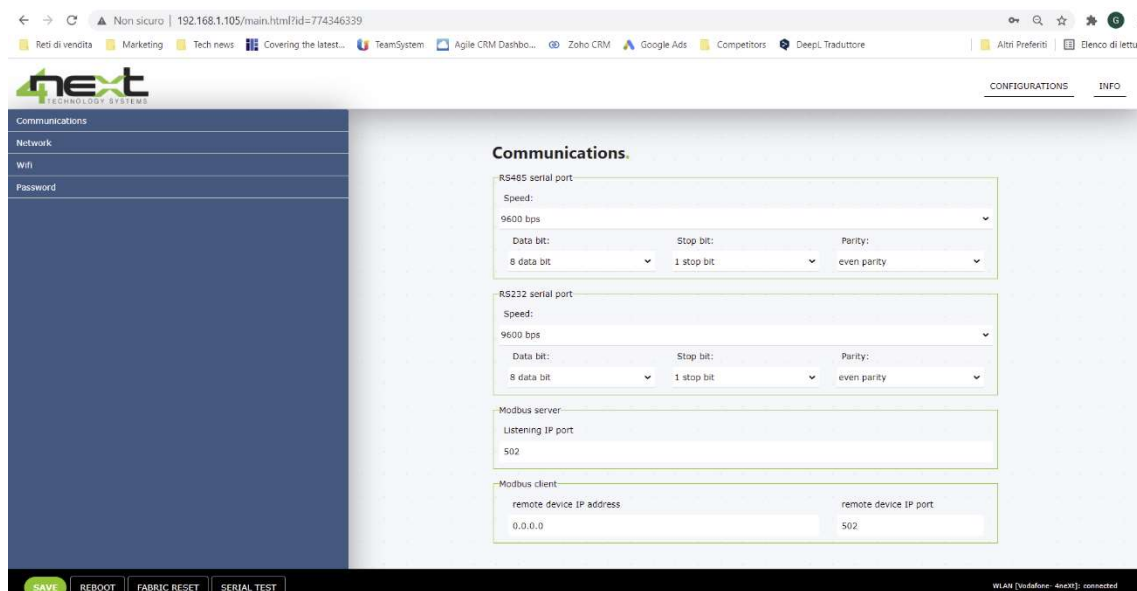 Non sicuro | 192.168.1.105/main.html?id=774346339
G
Reti di vendita Marketing Tech news Covering the latest... TeamSystem Agile CRM Dashbo... Zoho CRM Google Ads Competitors DeepL Traduttore Altri Preferiti Elenco di lettu
4next
TECHNOLOGY SYSTEMS
CONFIGURATIONS INFO
Communications
Network
Wifi
Password
Communications.
RS485 serial port
Speed:
9600 bps
Data bit: Stop bit: Parity:
8 data bit 1 stop bit even parity
RS232 serial port
Speed:
9600 bps
Data bit: Stop bit: Parity:
8 data bit 1 stop bit even parity
Modbus server
Listening IP port
502
Modbus client
remote device IP address remote device IP port
0.0.0.0 502
SAVE REBOOT FABRIC RESET SERIAL TEST WLAN [Vodafone- 4neXt]: connected